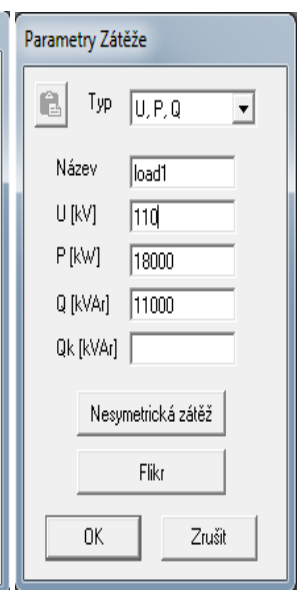 Parametry Zátěže
Typ U, P, Q
Název load1
U [kV] 110
P [kW] 18000
Q [kVAr] 11000
Qk [kVAr]
Nesymetrická zátěž
Flikr
OK Zrušit